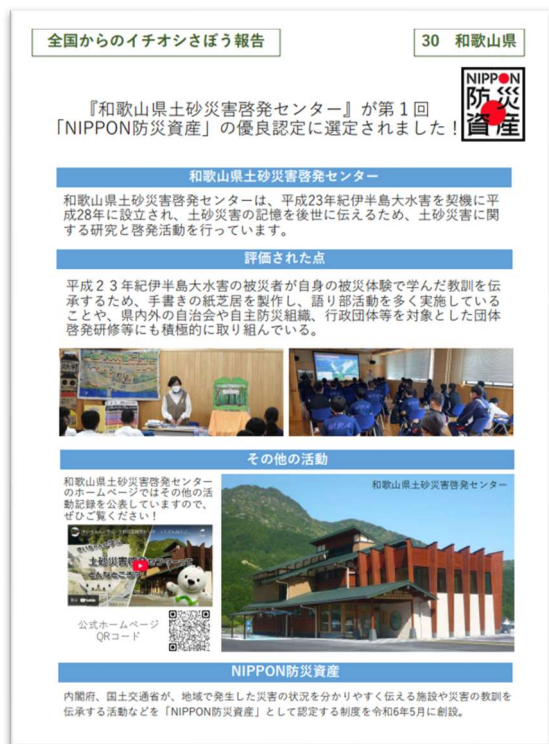 全国からのイチオシさぼう報告
30 和歌山県
NIPPON
防災
資産
『和歌山県土砂災害啓発センター』が第1回
「NIPPON防災資産」の優良認定に選定されました!
和歌山県土砂災害啓発センター
和歌山県土砂災害啓発センターは、平成23年紀伊半島大水害を契機に平
成28年に設立され、土砂災害の記憶を後世に伝えるため、土砂災害に関
する研究と啓発活動を行っています。
評価された点
平成23年紀伊半島大水害の被災者が自身の被災体験で学んだ教訓を伝
承するため、手書きの紙芝居を製作し、語り部活動を多く実施している
ことや、県内外の自治会や自主防災組織、行政団体等を対象とした団体
啓発研修等にも積極的に取り組んでいる。
その他の活動
和歌山県土砂災害啓発センター
のホームページではその他の活
動記録を公表していますので、
ぜひご覧ください!
和歌山県土砂災害啓発センター
土砂災害啓発センターって
どんなところ?
公式ホームページ
QRコード
NIPPON防災資産
内閣府、国土交通省が、地域で発生した災害の状況を分かりやすく伝える施設や災害の教訓を
伝承する活動などを「NIPPON防災資産」として認定する制度を令和6年5月に創設。